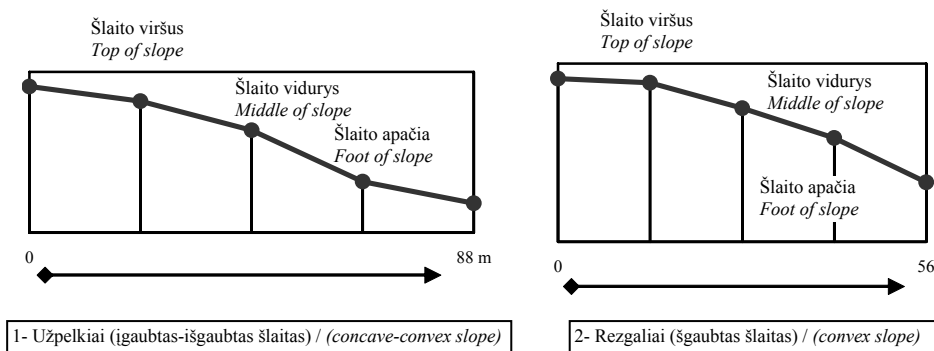 Šlaito viršus
Top of slope
Šlaito vidurys
Middle of slope
Šlaito apačia
Foot of slope
0
88 m
1- Užpelkiai (įgaubtas-išgaubtas šlaitas) / (concave-convex slope)
Šlaito viršus
Top of slope
Šlaito vidurys
Middle of slope
Šlaito apačia
Foot of slope
0
56
2- Rezgaliai (šgaubtas šlaitas) / (convex slope)